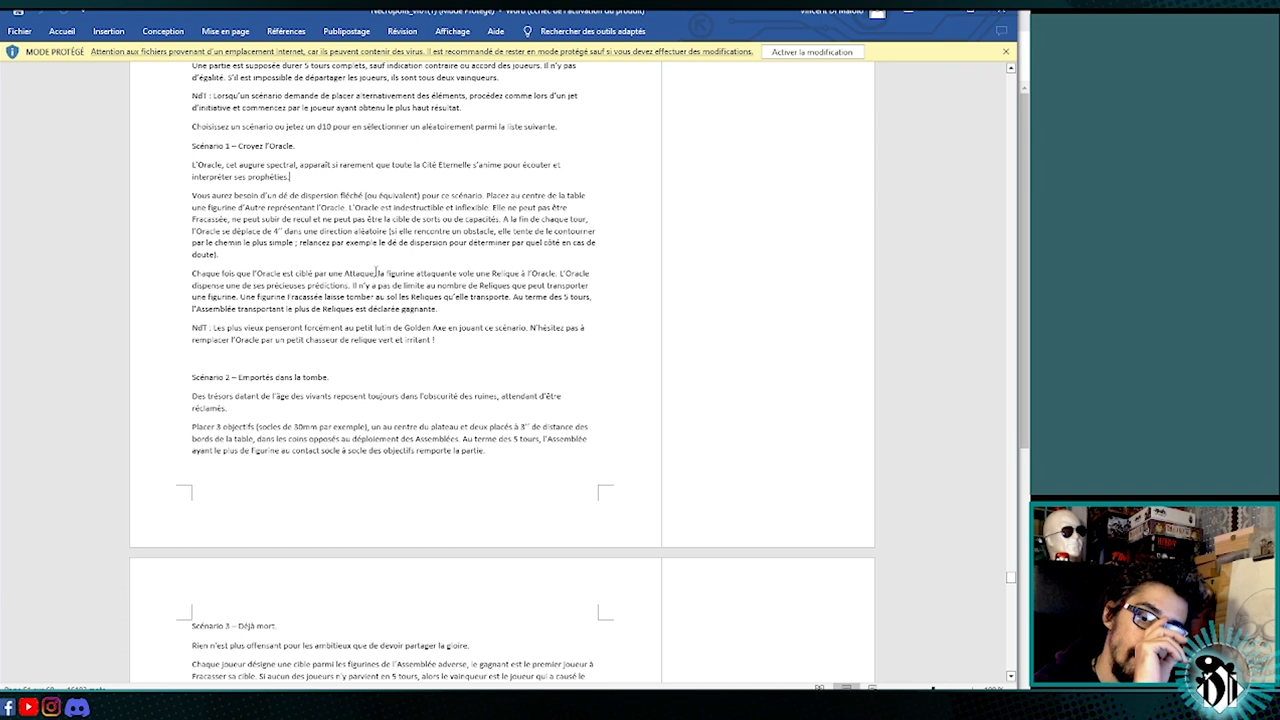 Necropolis_vf01(1) (Mode Protégé) - Word (Échec de l'activation du produit)
Vincent Di Maiolo
Fichier Accueil Insertion Conception Mise en page Références Publipostage Révision Affichage Aide Rechercher des outils adaptés
MODE PROTÉGÉ Attention aux fichiers provenant d'un emplacement Internet, car ils peuvent contenir des virus. Il est recommandé de rester en mode protégé sauf si vous devez effectuer des modifications. Activer la modification
Une partie est supposée durer 5 tours complets, sauf indication contraire ou accord des joueurs. Il n'y pas
d'égalité. S'il est impossible de départager les joueurs, ils sont tous deux vainqueurs.
NdT : Lorsqu'un scénario demande de placer alternativement des éléments, procédez comme lors d'un jet
d'initiative et commencez par le joueur ayant obtenu le plus haut résultat.
Choisissez un scénario ou jetez un d10 pour en sélectionner un aléatoirement parmi la liste suivante.
Scénario 1 – Croyez l'Oracle.
L'Oracle, cet augure spectral, apparaît si rarement que toute la Cité Eternelle s'anime pour écouter et
interpréter ses prophéties.
Vous aurez besoin d'un dé de dispersion fléché (ou équivalent) pour ce scénario. Placez au centre de la table
une figurine d'Autre représentant l'Oracle. L'Oracle est indestructible et inflexible. Elle ne peut pas être
Fracassée, ne peut subir de recul et ne peut pas être la cible de sorts ou de capacités. A la fin de chaque tour,
l'Oracle se déplace de 4'' dans une direction aléatoire (si elle rencontre un obstacle, elle tente de le contourner
par le chemin le plus simple ; relancez par exemple le dé de dispersion pour déterminer par quel côté en cas de
doute).
Chaque fois que l'Oracle est ciblé par une Attaque, la figurine attaquante vole une Relique à l'Oracle. L'Oracle
dispense une de ses précieuses prédictions. Il n'y a pas de limite au nombre de Reliques que peut transporter
une figurine. Une figurine Fracassée laisse tomber au sol les Reliques qu'elle transporte. Au terme des 5 tours,
l'Assemblée transportant le plus de Reliques est déclarée gagnante.
NdT : Les plus vieux penseront forcément au petit lutin de Golden Axe en jouant ce scénario. N'hésitez pas à
remplacer l'Oracle par un petit chasseur de relique vert et irritant !
Scénario 2 – Emportés dans la tombe.
Des trésors datant de l'âge des vivants reposent toujours dans l'obscurité des ruines, attendant d'être
réclamés.
Placer 3 objectifs (socles de 30mm par exemple), un au centre du plateau et deux placés à 3'' de distance des
bords de la table, dans les coins opposés au déploiement des Assemblées. Au terme des 5 tours, l'Assemblée
ayant le plus de figurine au contact socle à socle des objectifs remporte la partie.
Scénario 3 – Déjà mort.
Rien n'est plus offensant pour les ambitieux que de devoir partager la gloire.
Chaque joueur désigne une cible parmi les figurines de l'Assemblée adverse, le gagnant est le premier joueur à
Fracasser sa cible. Si aucun des joueurs n'y parvient en 5 tours, alors le vainqueur est le joueur qui a causé le